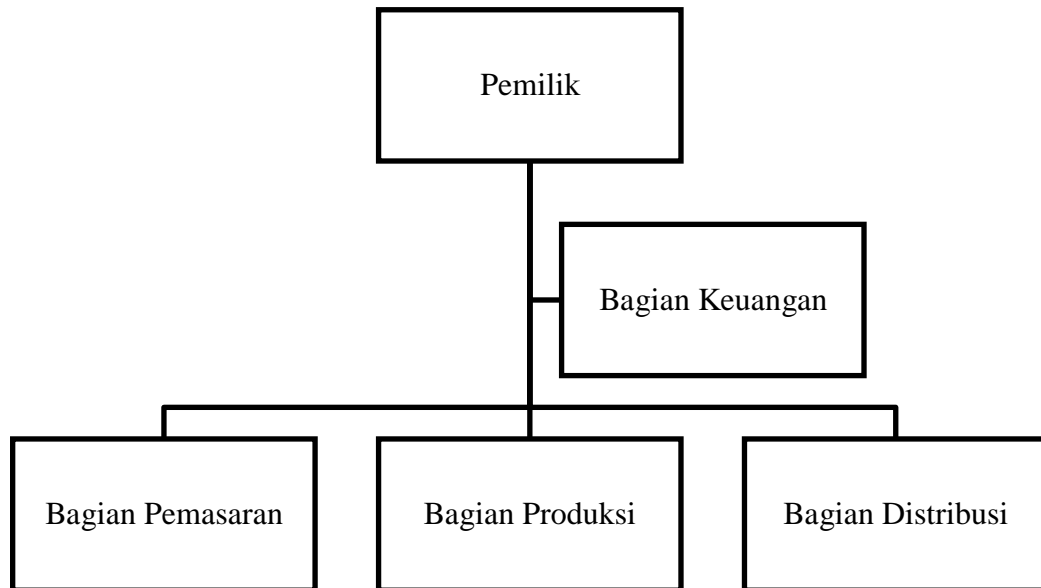 Pemilik
Bagian Keuangan
Bagian Pemasaran
Bagian Produksi
Bagian Distribusi